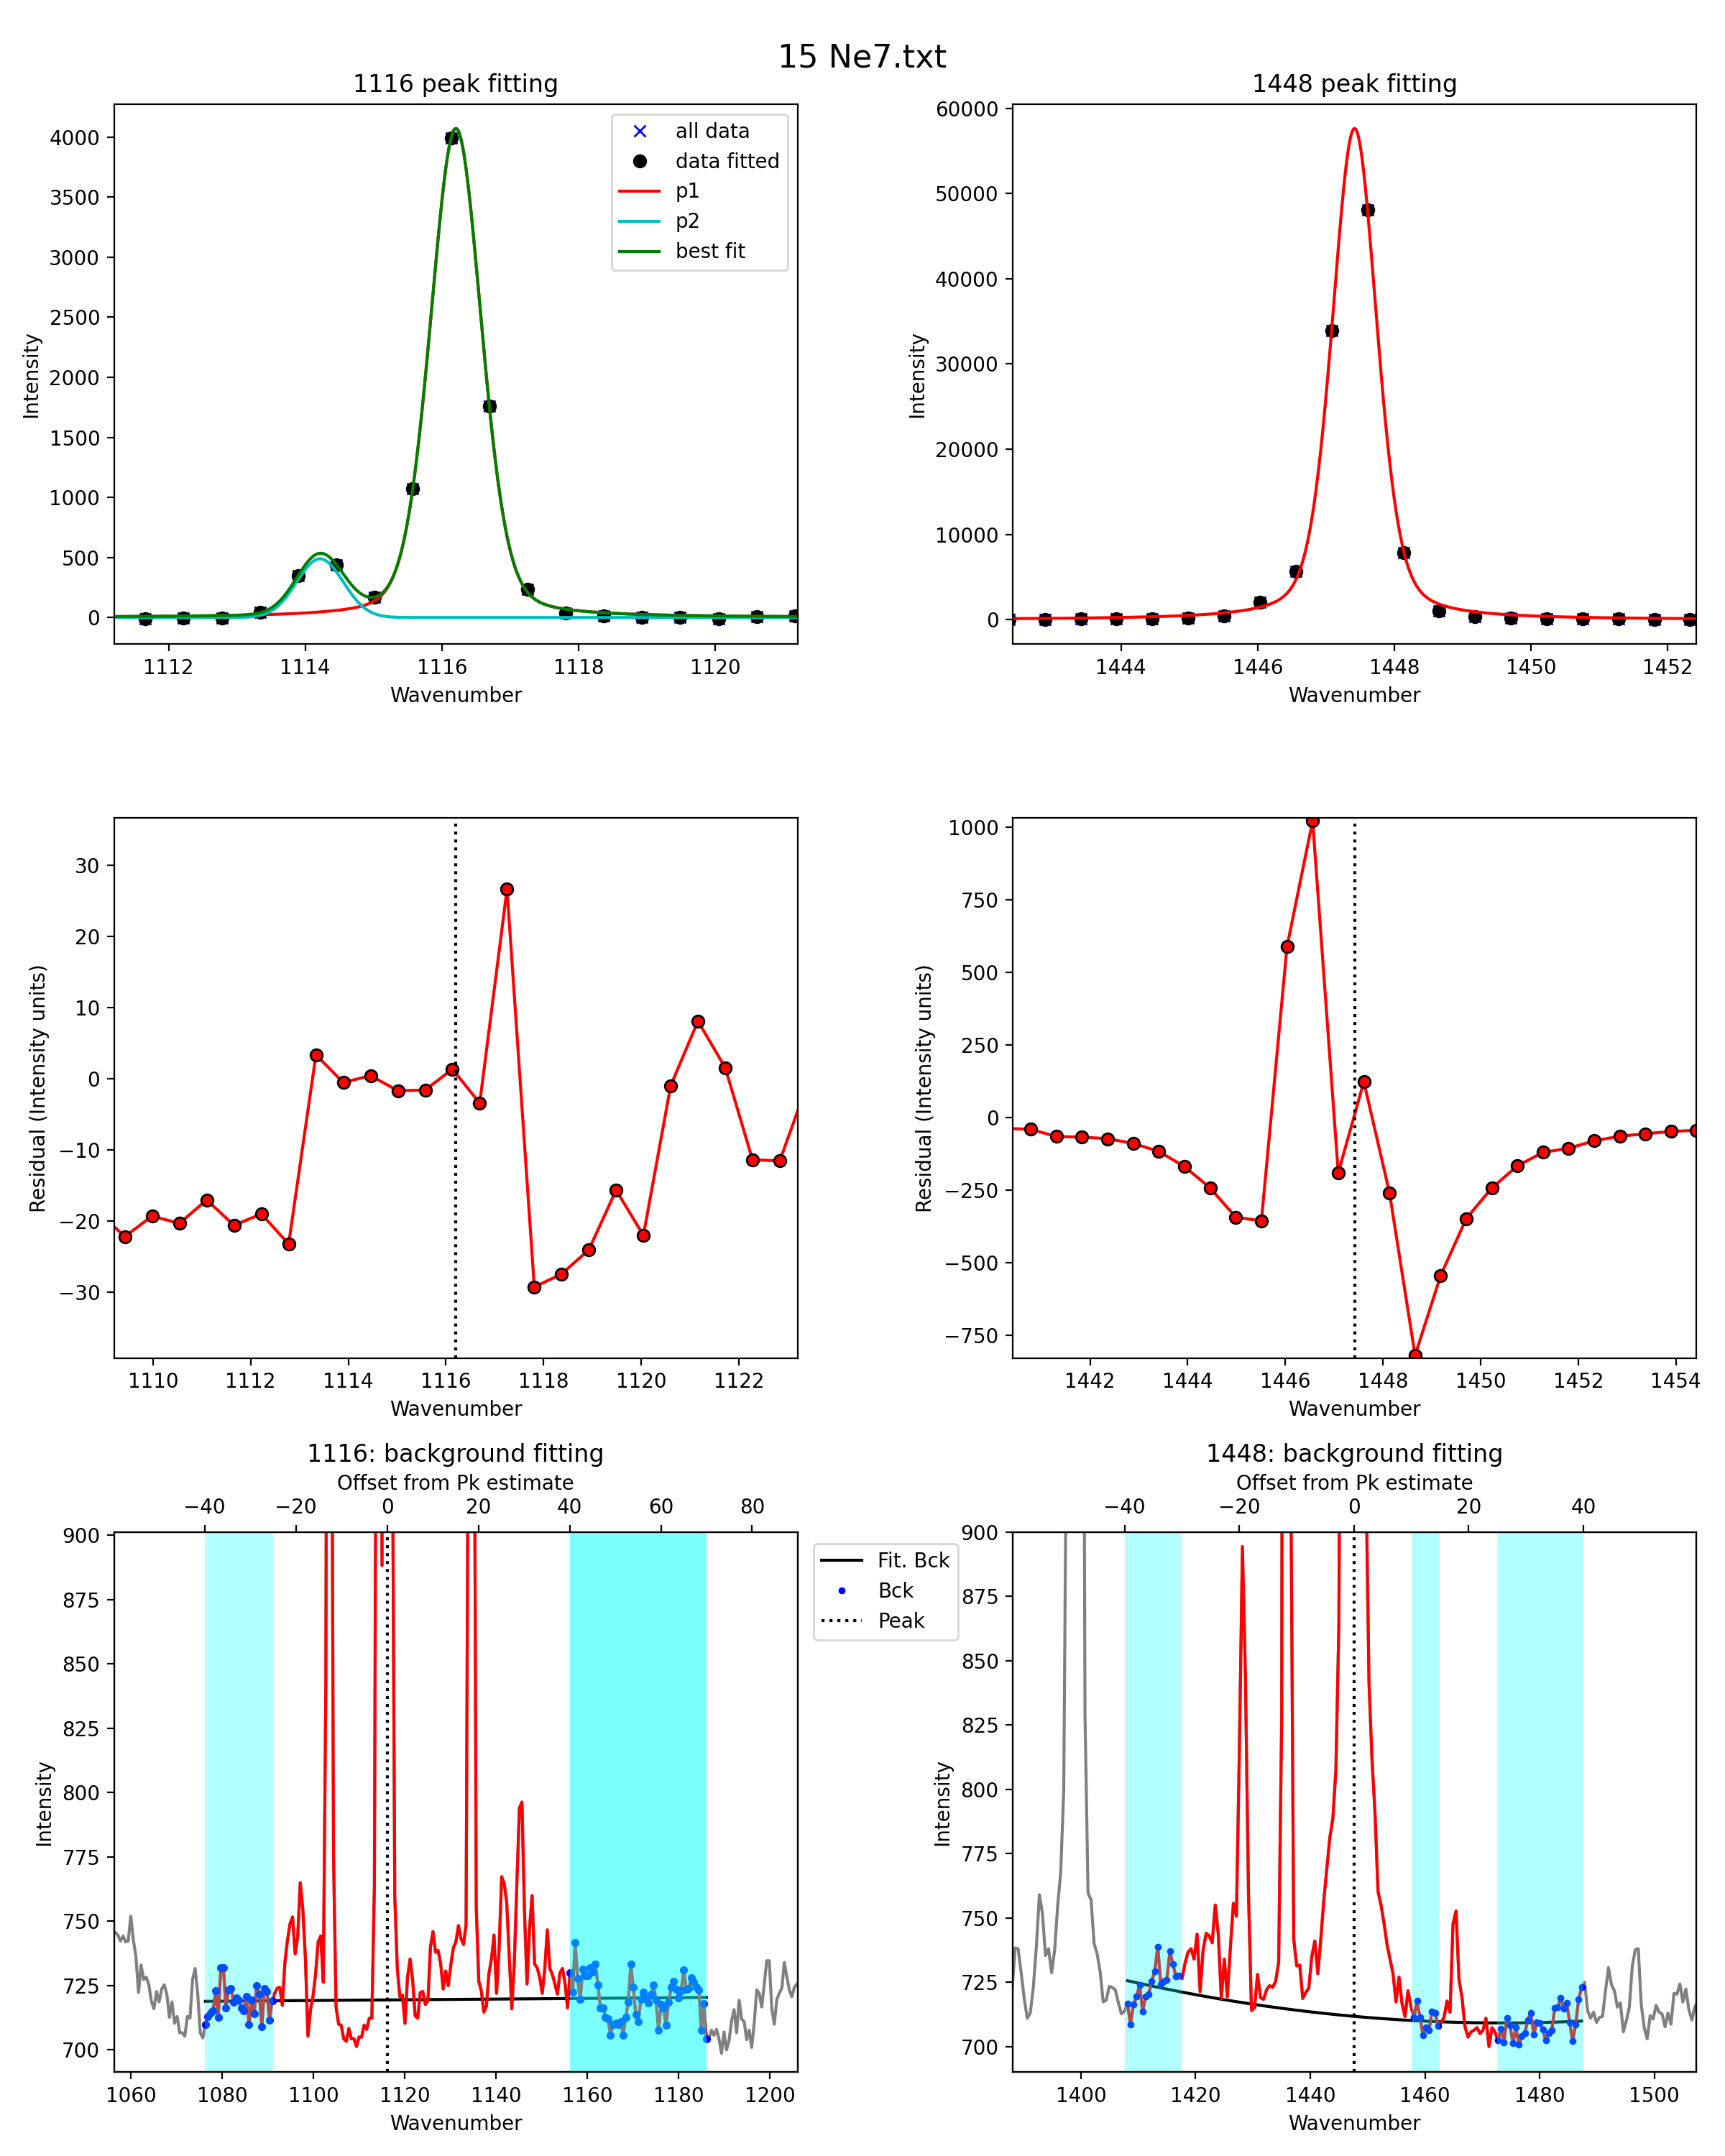 15 Ne7.txt
1116 peak fitting
1448 peak fitting
Intensity
4000
3500
3000
2500
2000
1500
1000
500
0
all data
data fitted
p1
p2
best fit
1112 1114 1116 1118 1120
Wavenumber
Intensity
60000
50000
40000
30000
20000
10000
0
1444 1446 1448 1450 1452
Wavenumber
Residual (Intensity units)
30
20
10
0
−10
−20
−30
1110 1112 1114 1116 1118 1120 1122
Wavenumber
Residual (Intensity units)
1000
750
500
250
0
−250
−500
−750
1442 1444 1446 1448 1450 1452 1454
Wavenumber
1116: background fitting
Offset from Pk estimate
−40 −20 0 20 40 60 80
Intensity
900
875
850
825
800
775
750
725
700
1060 1080 1100 1120 1140 1160 1180 1200
Wavenumber
Fit. Bck
Bck
Peak
1448: background fitting
Offset from Pk estimate
−40 −20 0 20 40
Intensity
900
875
850
825
800
775
750
725
700
1400 1420 1440 1460 1480 1500
Wavenumber